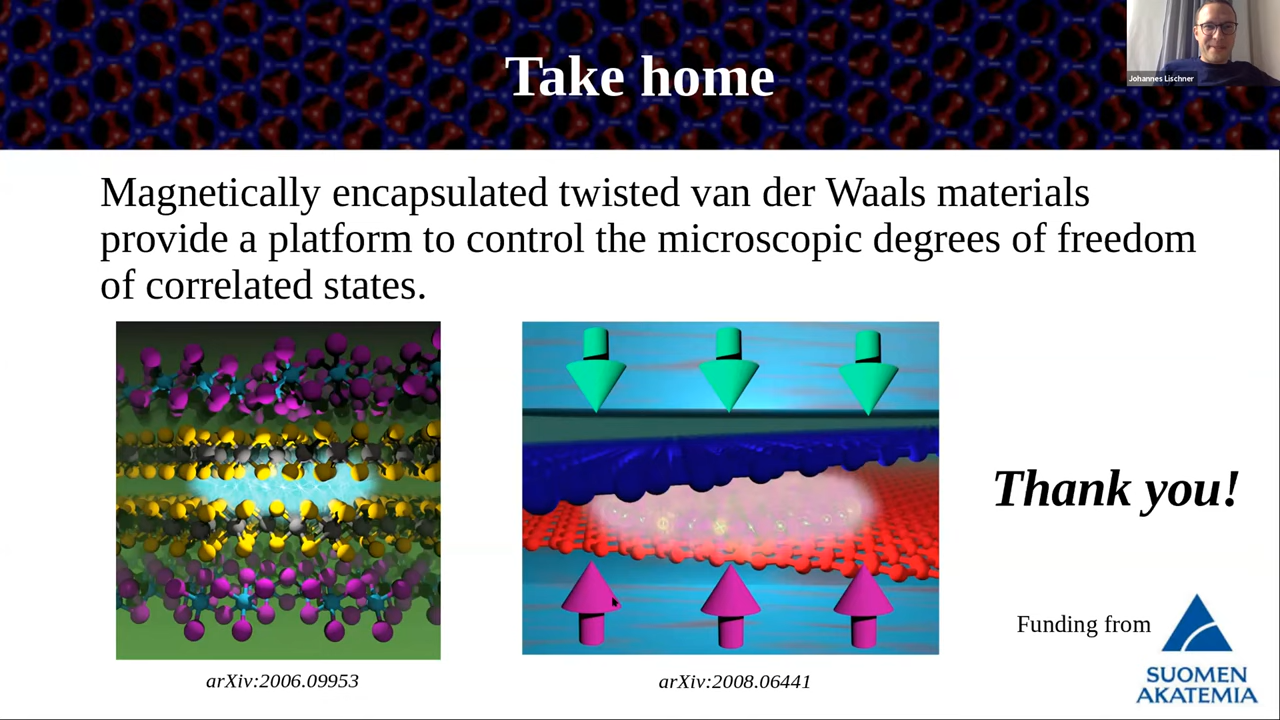 Take home
Johannes Lischner
Magnetically encapsulated twisted van der Waals materials
provide a platform to control the microscopic degrees of freedom
of correlated states.
Thank you!
Funding from
SUOMEN
AKATEMIA
arXiv:2006.09953
arXiv:2008.06441